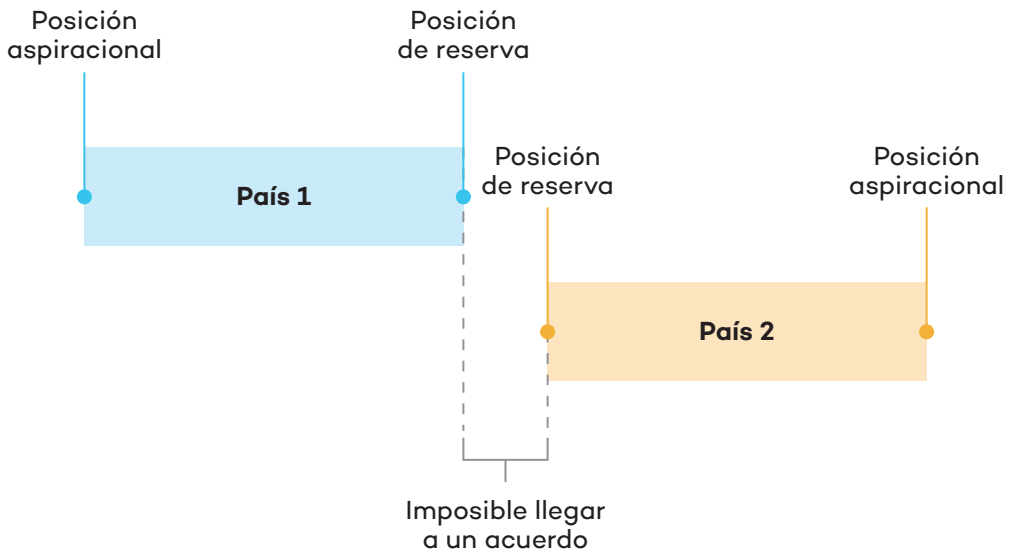 Posición
aspiracional
Posición
de reserva
País 1
Posición
de reserva
Posición
aspiracional
País 2
Imposible llegar
a un acuerdo